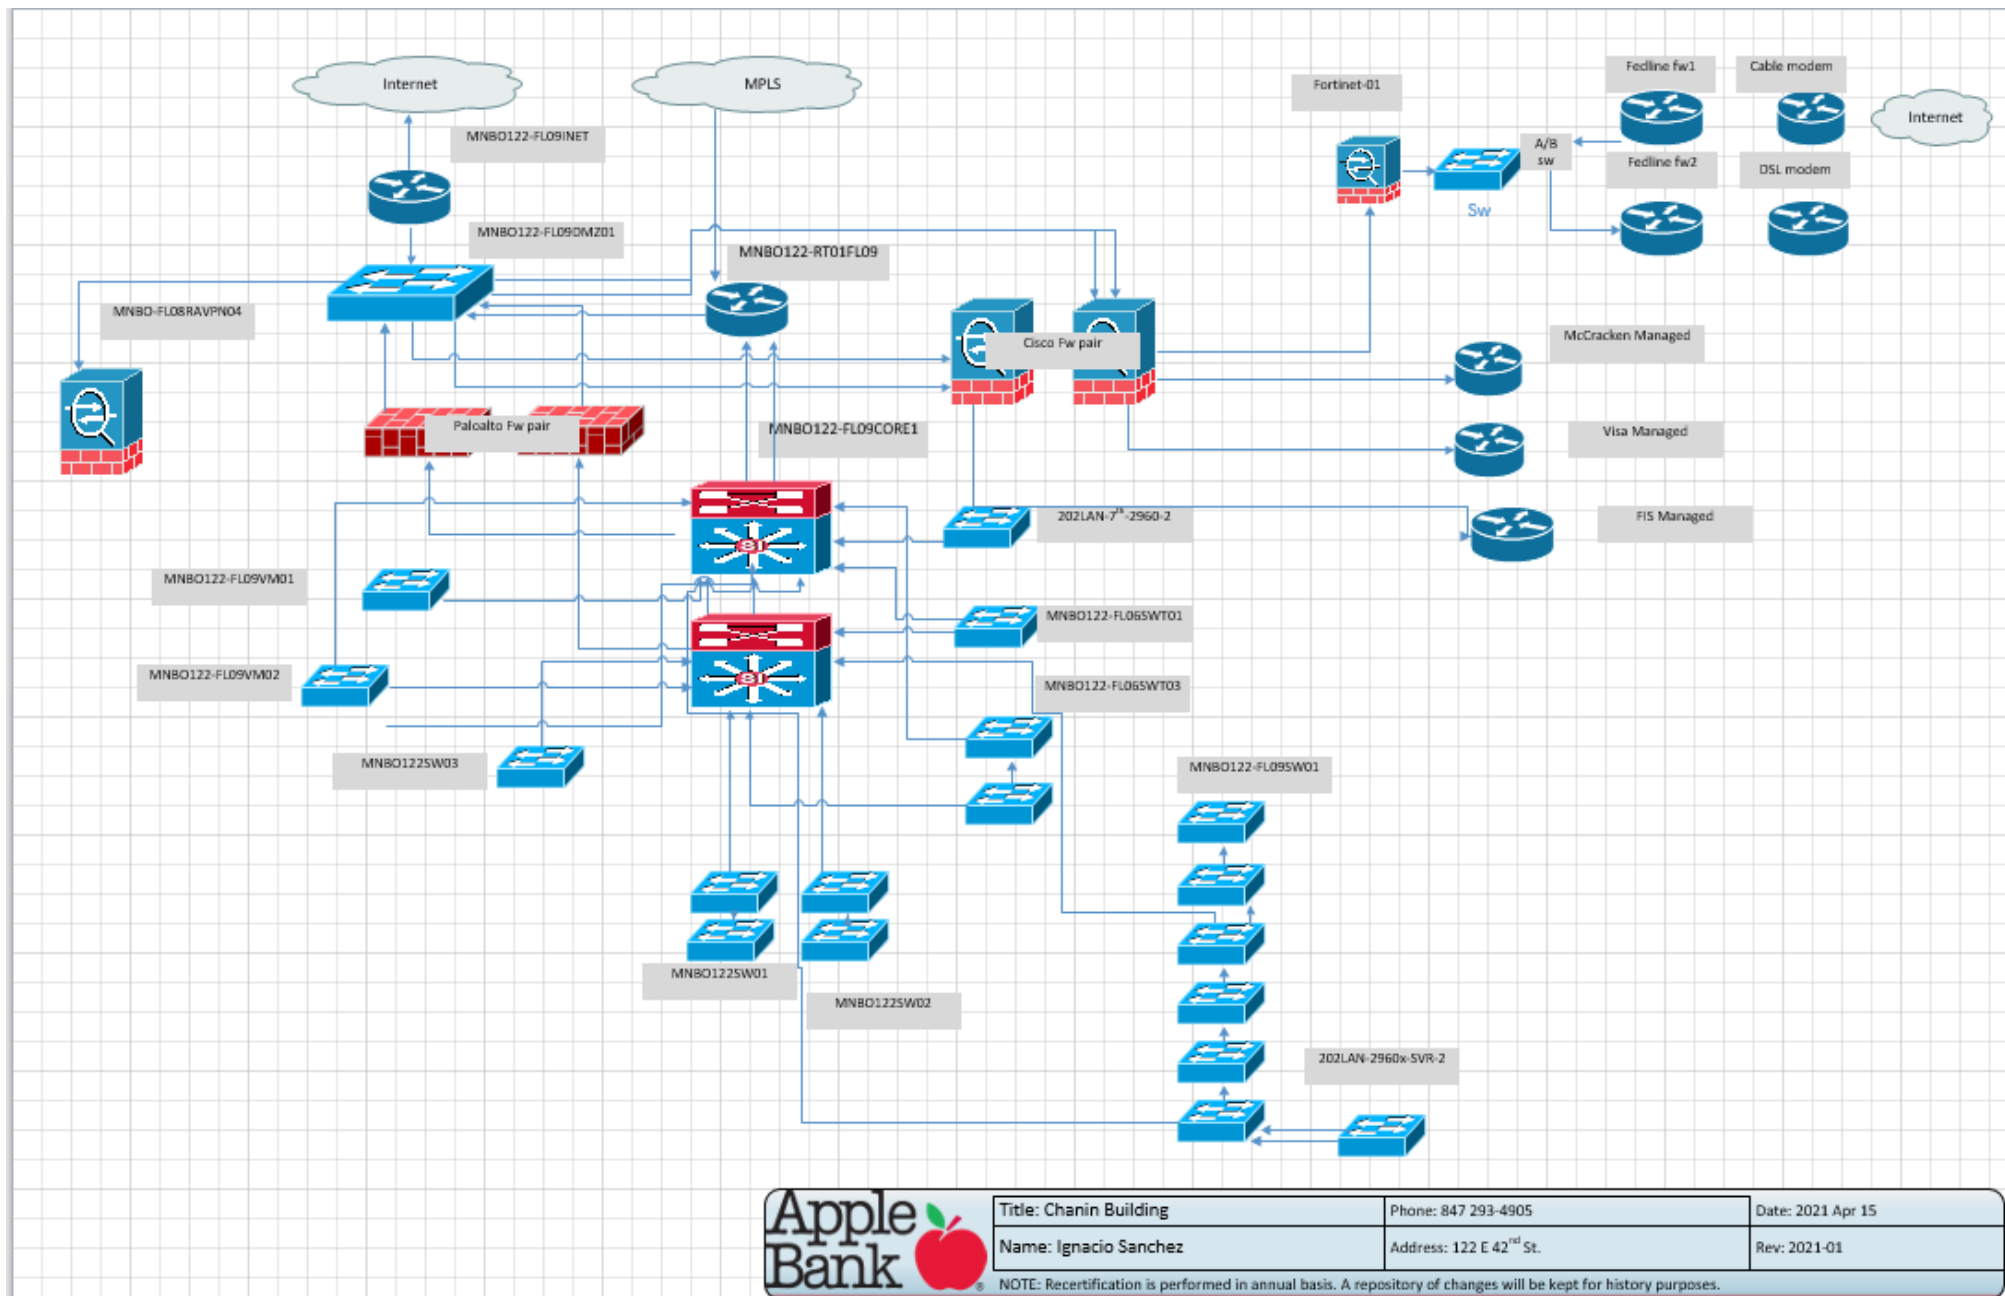 Internet
MPLS
Fortinet-01
Fedline fw1
Cable modem
Internet
MNBO122-FL09INET
A/B
sw
Fedline fw2
DSL modem
Sw
MNBO122-FL09DMZ01
MNBO122-RT01FL09
MNBO-FL08RAVPN04
Cisco Fw pair
McCracken Managed
Paloalto Fw pair
MNBO122-FL09CORE1
Visa Managed
202LAN-7th-2960-2
FIS Managed
SI
MNBO122-FL09VM01
MNBO122-FL06SWT01
MNBO122-FL09VM02
SI
MNBO122-FL06SWT03
MNBO122SW03
MNBO122-FL09SW01
MNBO122SW01
MNBO122SW02
202LAN-2960x-SVR-2
Apple
Bank
®
Title: Chanin Building
Phone: 847 293-4905
Date: 2021 Apr 15
Name: Ignacio Sanchez
Address: 122 E 42nd St.
Rev: 2021-01
NOTE: Recertification is performed in annual basis. A repository of changes will be kept for history purposes.